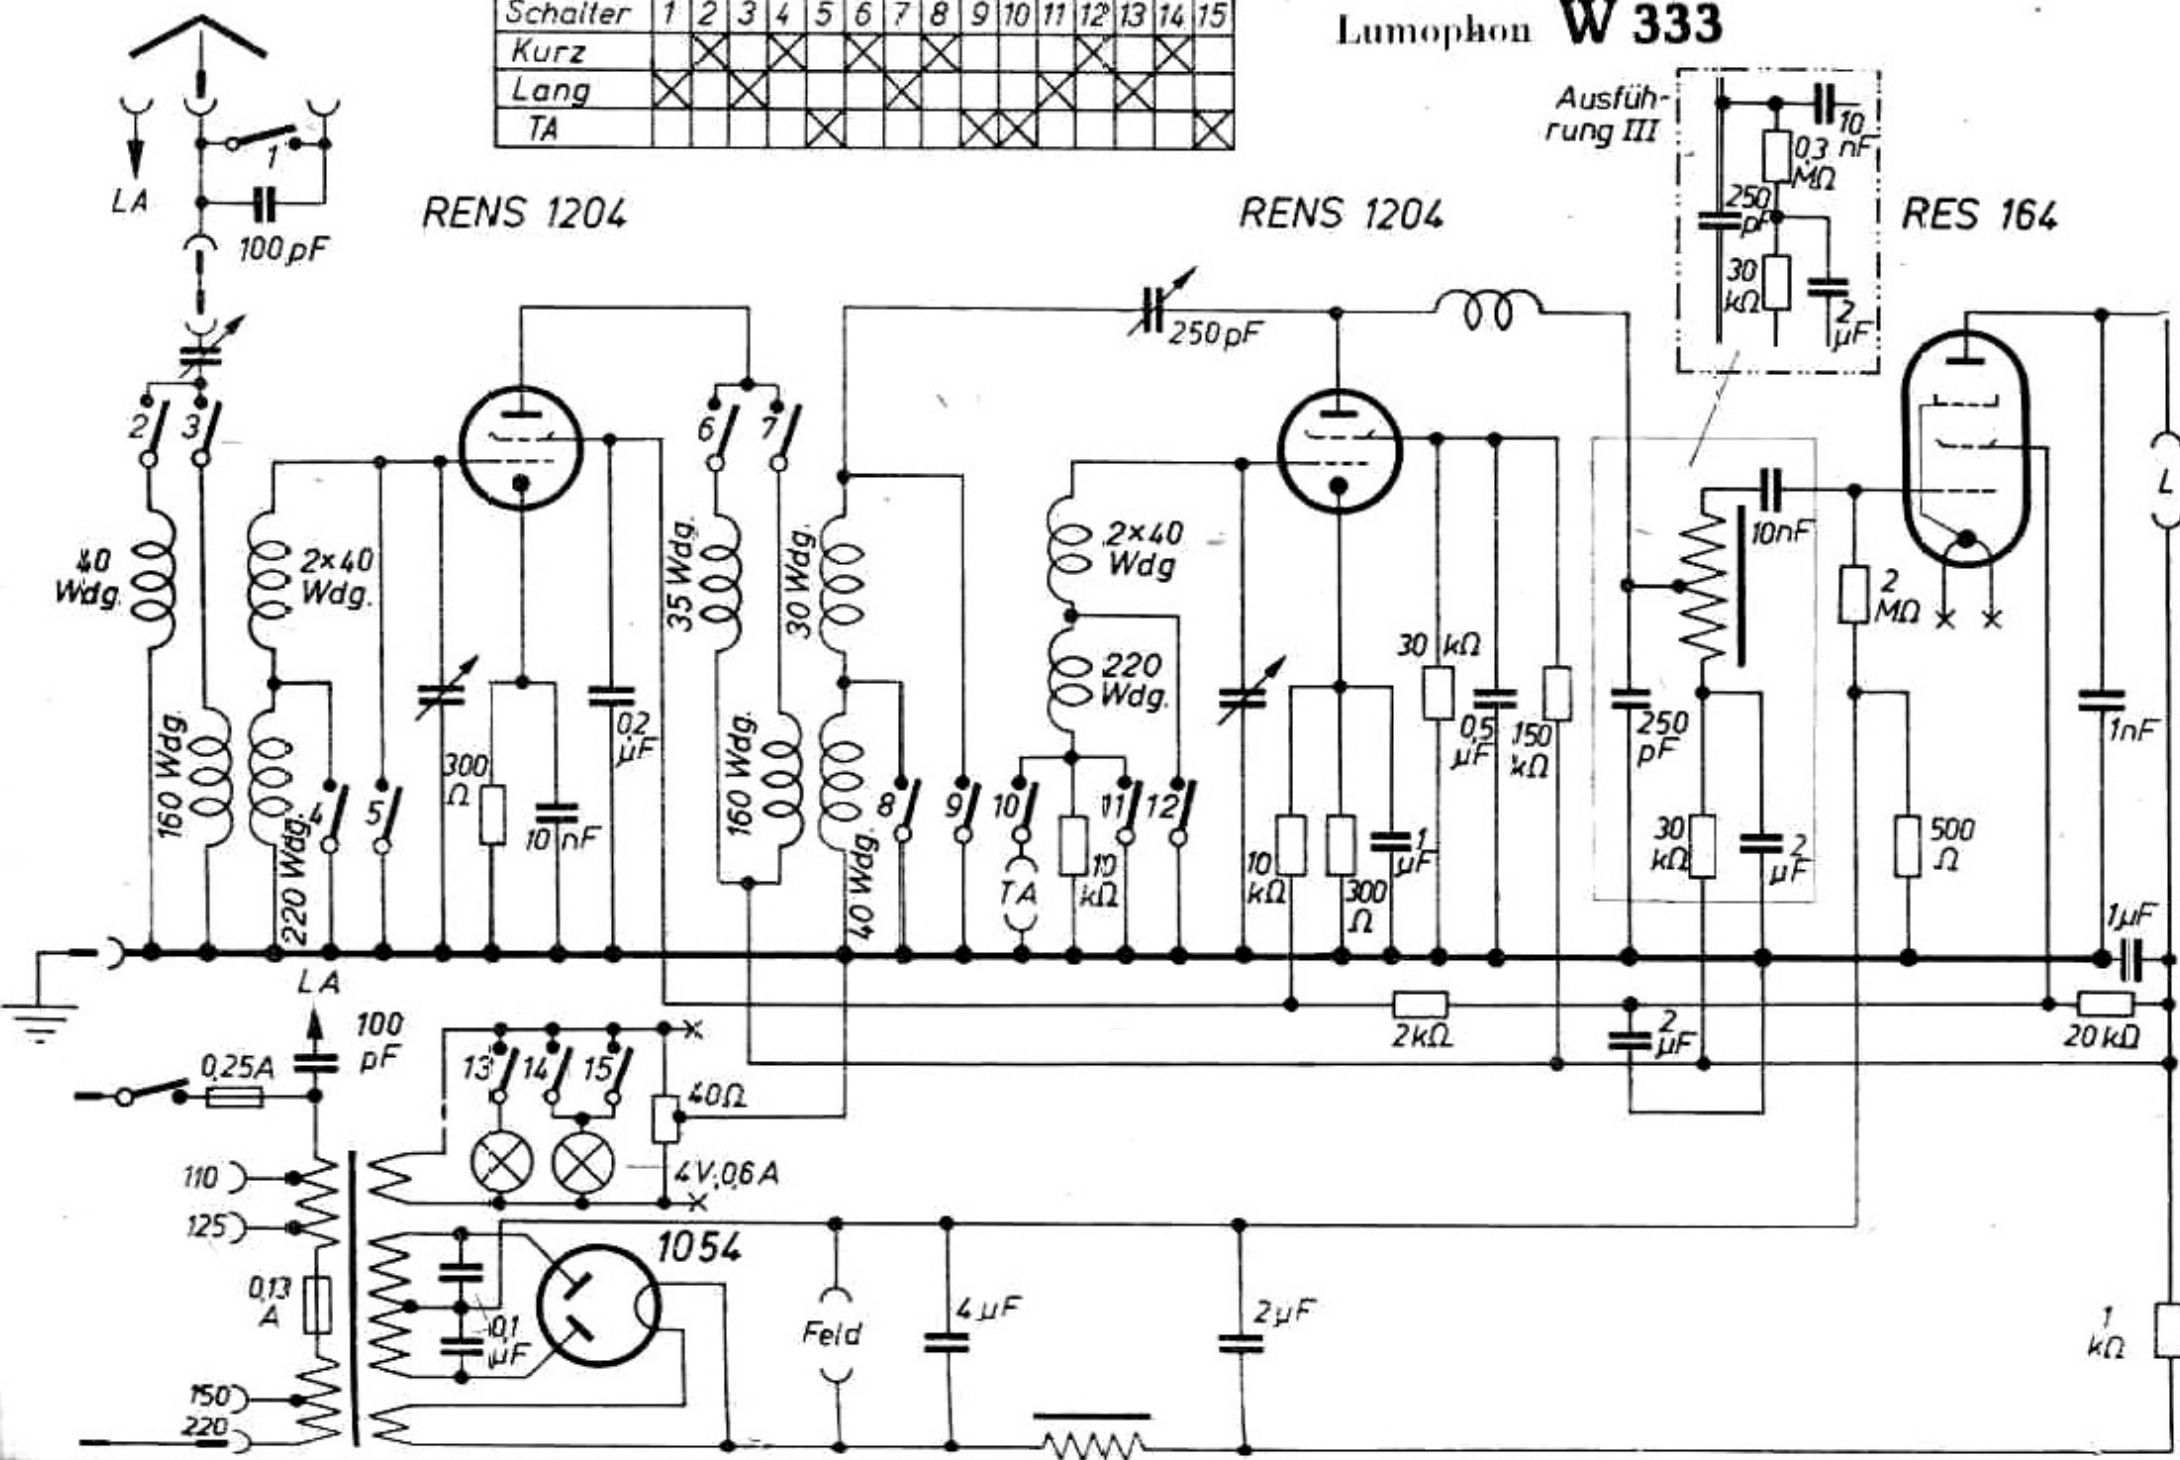 Schalter 1 2 3 4 5 6 7 8 9 10 11 12 13 14 15
Kurz
Lang
TA
Lumophon W 333
Ausfüh-
rung III
10
nF
0,3
MΩ
250
pF
30
kΩ
2
µF
1
LA
100 pF
RENS 1204
RENS 1204
RES 164
250 pF
2
3
6
7
40
Wdg.
2×40
Wdg.
35 Wdg.
30 Wdg.
2×40
Wdg
10nF
L
2
MΩ
160 Wdg.
220 Wdg.
4
5
300
Ω
10 nF
0,2
µF
160 Wdg.
40 Wdg.
8
9
10
11
12
220
Wdg.
TA
10
kΩ
10
kΩ
300
Ω
1
µF
30 kΩ
0,5
µF
150
kΩ
250
pF
30
kΩ
2
µF
500
Ω
1nF
1µF
LA
100
pF
0,25A
13
14
15
40Ω
2kΩ
2
µF
20 kΩ
4V; 0,6 A
110
125
0,13
A
150
220
0,1
µF
1054
Feld
4 µF
2µF
1
kΩ